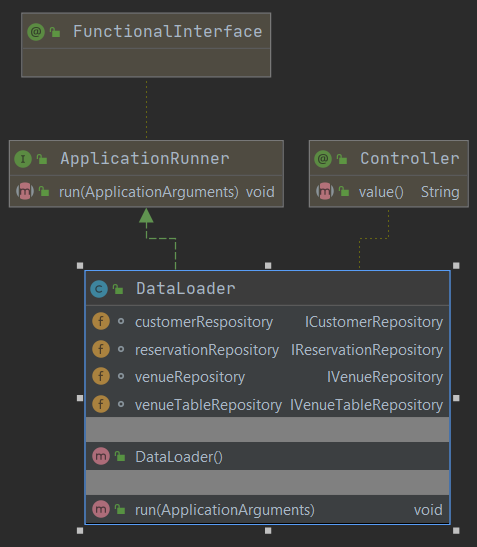 @ FunctionalInterface
I ApplicationRunner
m run(ApplicationArguments) void
@ Controller
m value() String
C DataLoader
f customerRespository ICustomerRepository
f reservationRepository IReservationRepository
f venueRepository IVenueRepository
f venueTableRepository IVenueTableRepository
m DataLoader()
m run(ApplicationArguments) void